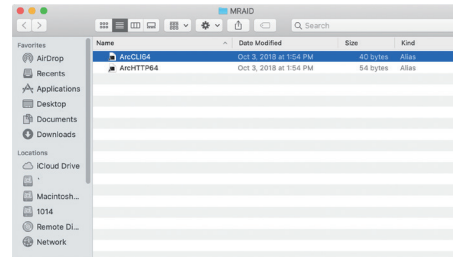 MRAID
Search
Favorites
AirDrop
Recents
Applications
Desktop
Documents
Downloads
Locations
iCloud Drive
Macintosh...
1014
Remote Di...
Network
Name Date Modified Size Kind
ArcCLI64 Oct 3, 2018 at 1:54 PM 40 bytes Alias
ArcHTTP64 Oct 3, 2018 at 1:54 PM 54 bytes Alias